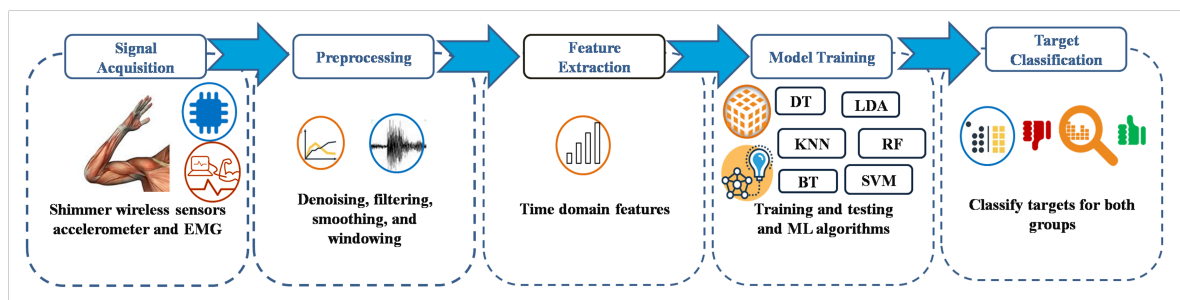 Signal
Acquisition
Preprocessing
Feature
Extraction
Model Training
Target
Classification
DT
LDA
KNN
RF
BT
SVM
Shimmer wireless sensors
accelerometer and EMG
Denoising, filtering,
smoothing, and
windowing
Time domain features
Training and testing
and ML algorithms
Classify targets for both
groups